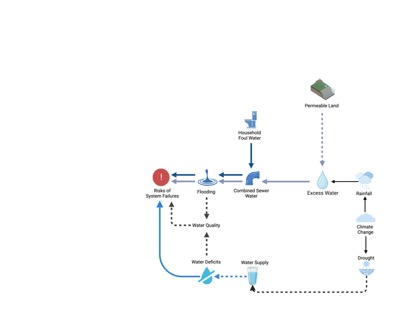 Permeable Land
Household
Foul Water
Risks of
System Failures
Flooding
Combined Sewer
Water
Excess Water
Rainfall
Water Quality
Climate
Change
Water Deficits
Water Supply
Drought